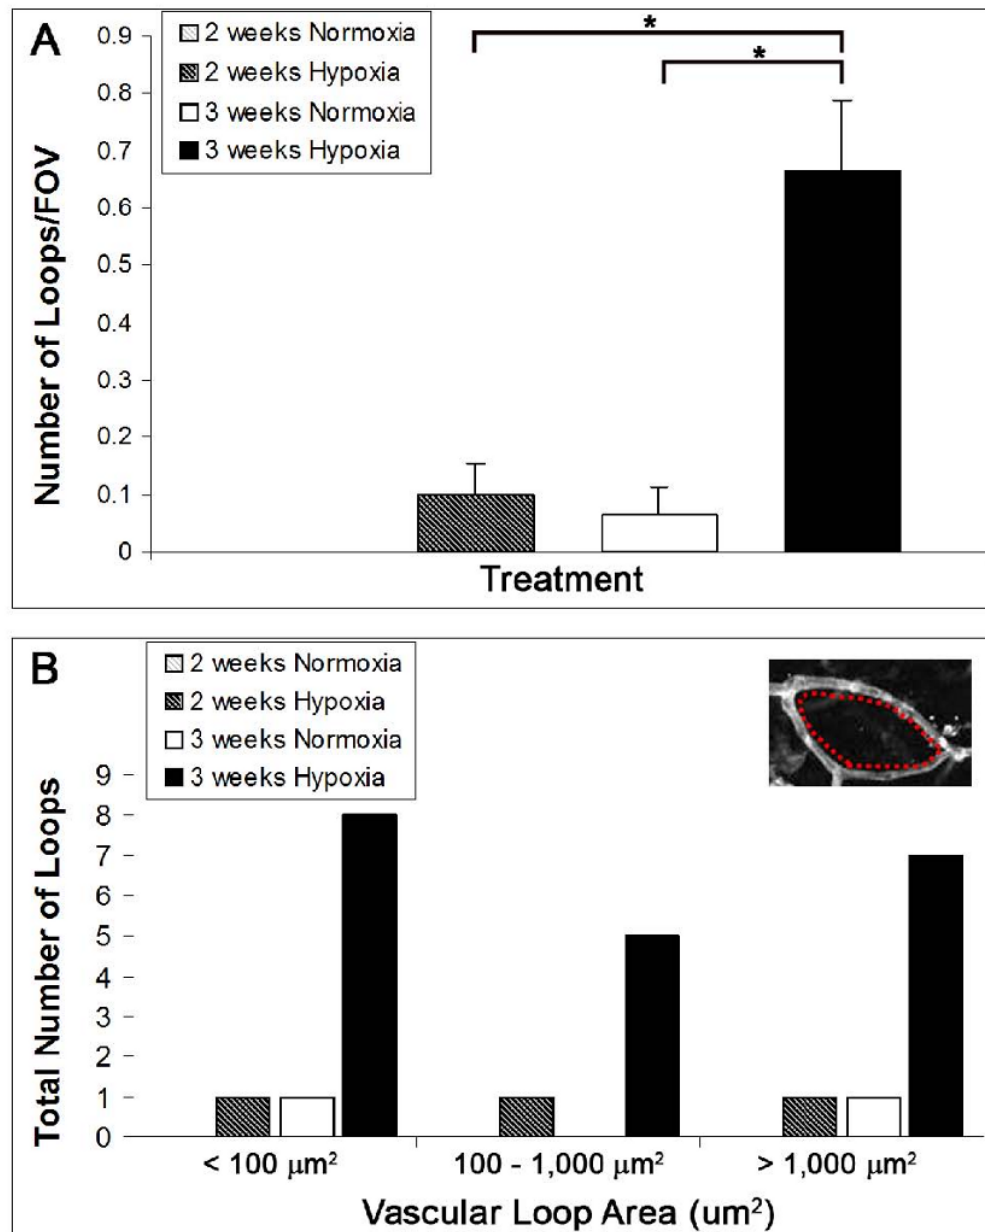 A
2 weeks Normoxia
2 weeks Hypoxia
3 weeks Normoxia
3 weeks Hypoxia
*
*
Number of Loops/FOV
0.9
0.8
0.7
0.6
0.5
0.4
0.3
0.2
0.1
0
Treatment
B
2 weeks Normoxia
2 weeks Hypoxia
3 weeks Normoxia
3 weeks Hypoxia
Total Number of Loops
9
8
7
5
4
3
2
1
0
< 100 μm²
100 - 1,000 μm²
> 1,000 μm²
Vascular Loop Area (um²)